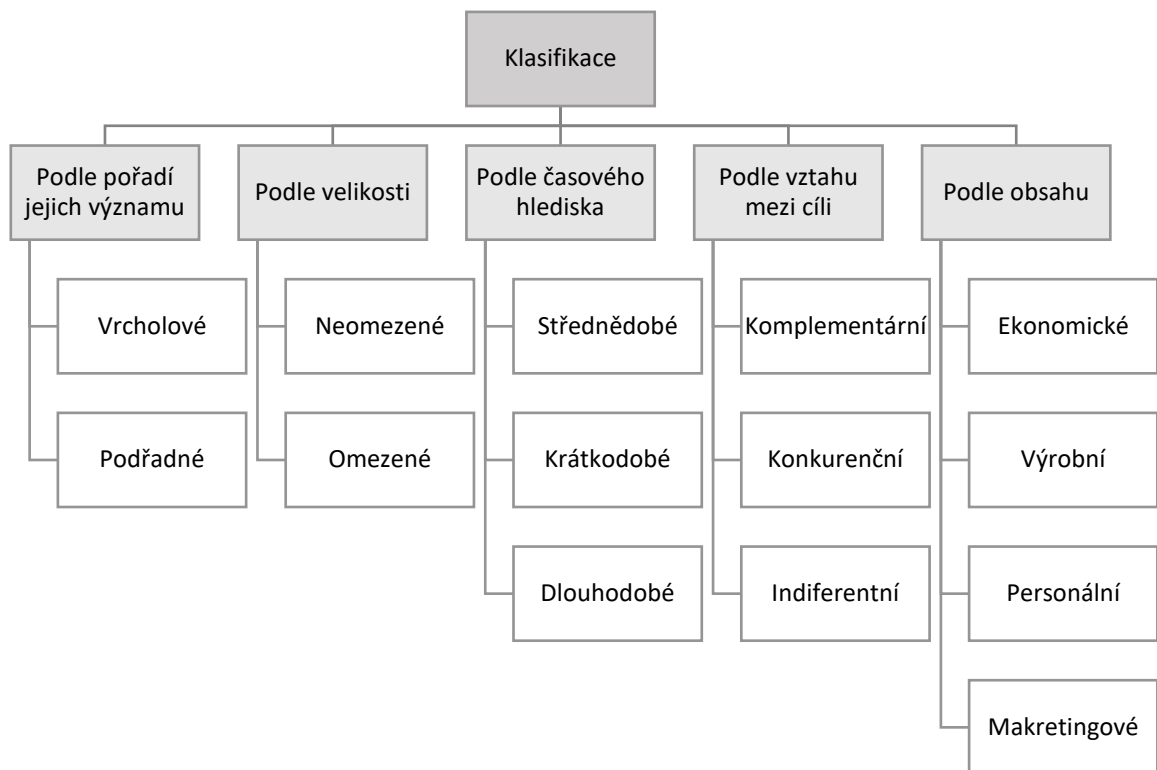 Klasifikace
Podle pořadí
jejich významu
Vrcholové
Podřadné
Podle velikosti
Neomezené
Omezené
Podle časového
hlediska
Střednědobé
Krátkodobé
Dlouhodobé
Podle vztahu
mezi cíli
Komplementární
Konkurenční
Indiferentní
Podle obsahu
Ekonomické
Výrobní
Personální
Makretingové